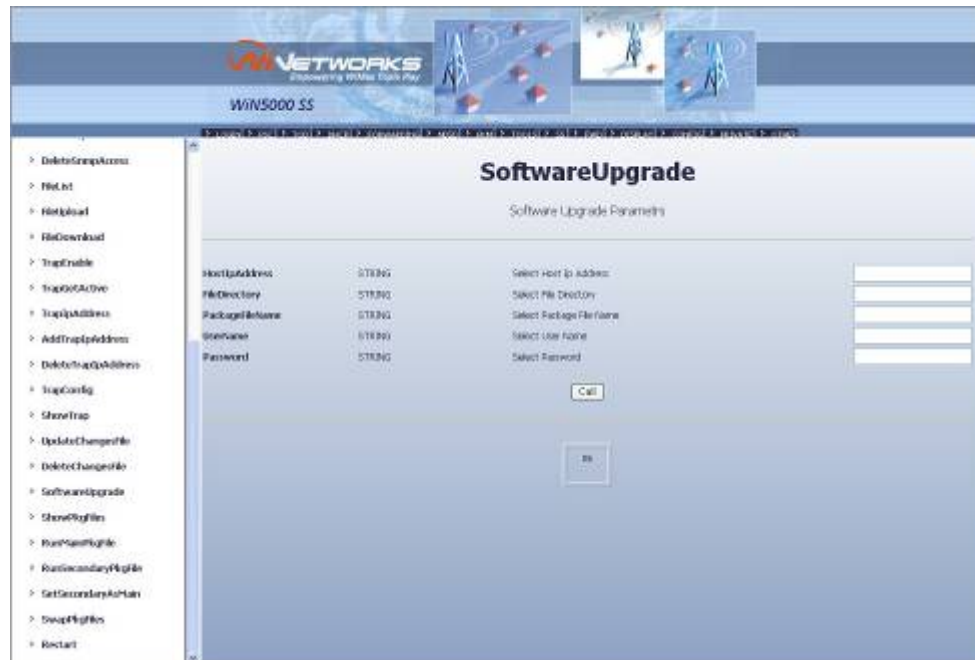 WiNetworks
Empowering WiMax Triple Play
WiN5000 SS
DeleteSnmpAccess
FileList
FileUpload
FileDownload
TrapEnable
TrapSetActive
TrapIpAddress
AddTrapIpAddress
DeleteTrapIpAddress
TrapConfig
ShowTrap
UpdateChangesFile
DeleteChangesFile
SoftwareUpgrade
ShowPkgFiles
RunMainPkgFile
RunSecondaryPkgFile
SetSecondaryAsMain
SwapPkgFiles
Restart
SoftwareUpgrade
Software Upgrade Parametrs
HostIpAddress STRING Select Host Ip Address
FileDirectory STRING Select File Directory
PackageFileName STRING Select Package File Name
UserName STRING Select User Name
Password STRING Select Password
Call